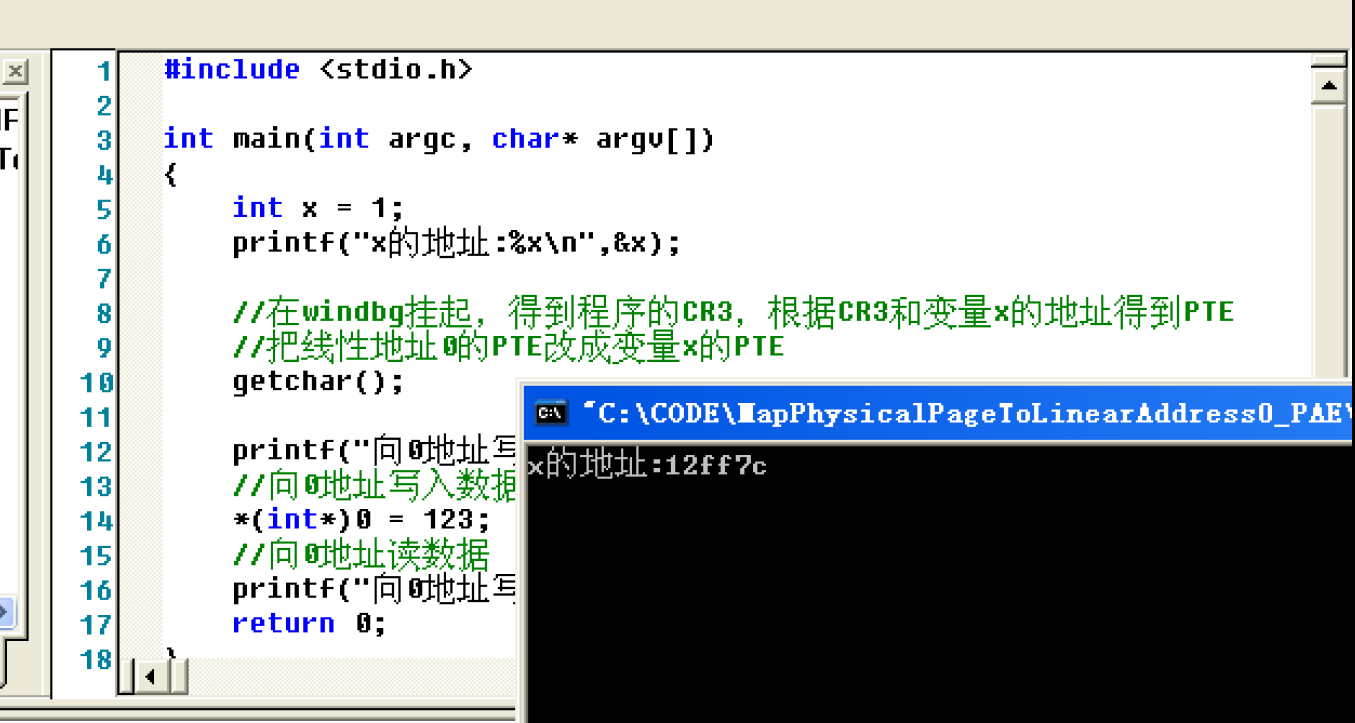 1 #include <stdio.h>
2
3 int main(int argc, char* argv[])
4 {
5 int x = 1;
6 printf("x的地址:%x\n",&x);
7
8 //在windbg挂起，得到程序的CR3，根据CR3和变量x的地址得到PTE
9 //把线性地址0的PTE改成变量x的PTE
10 getchar();
11
12 printf("向0地址写
13 //向0地址写入数据
14 *(int*)0 = 123;
15 //向0地址读数据
16 printf("向0地址写
17 return 0;
18 }
"C:\CODE\MapPhysicalPageToLinearAddress0_PAE\
x的地址:12ff7c